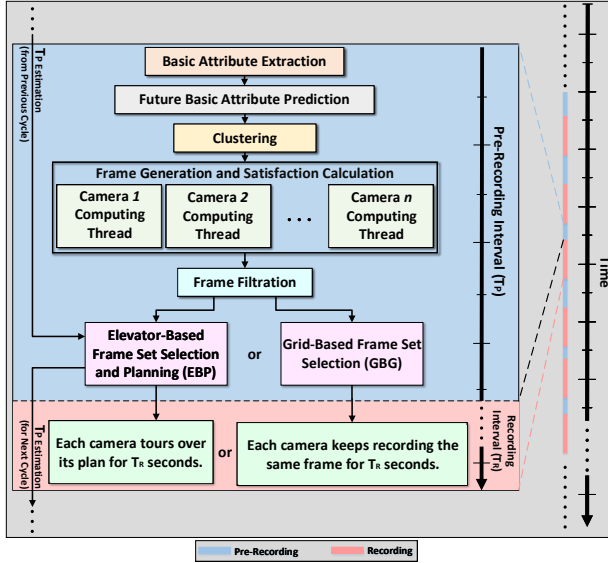 Basic Attribute Extraction
Future Basic Attribute Prediction
Clustering
Frame Generation and Satisfaction Calculation
Camera 1
Computing
Thread
Camera 2
Computing
Thread
...
Camera n
Computing
Thread
Frame Filtration
Elevator-Based
Frame Set Selection
and Planning (EBP)
or
Grid-Based Frame Set
Selection (GBG)
Each camera tours over
its plan for TR seconds.
or
Each camera keeps recording the
same frame for TR seconds.
TP Estimation
(from Previous Cycle)
TP Estimation
(for Next Cycle)
Pre-Recording Interval (TP)
Recording
Interval (TR)
Time
Pre-Recording
Recording